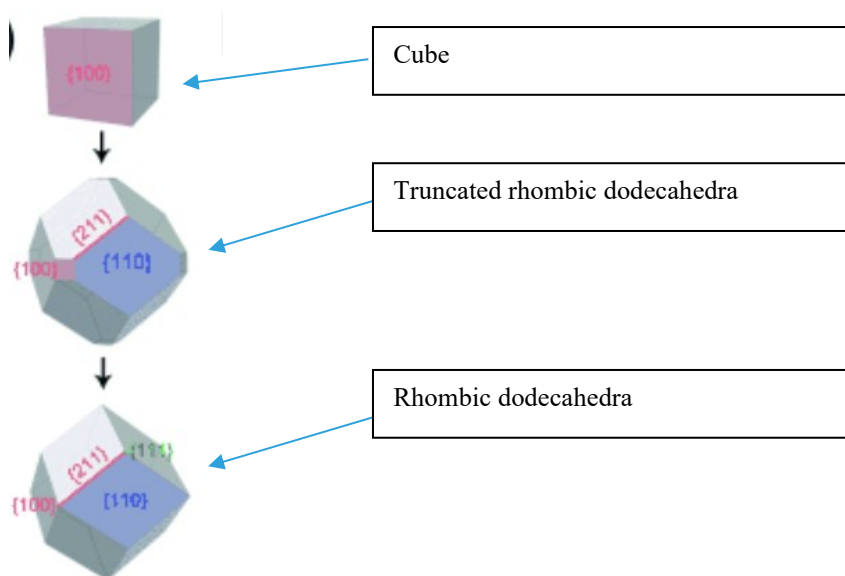 {100}
Cube
Truncated rhombic dodecahedra
{211}
{100}
{110}
Rhombic dodecahedra
{111}
{211}
{100}
{110}